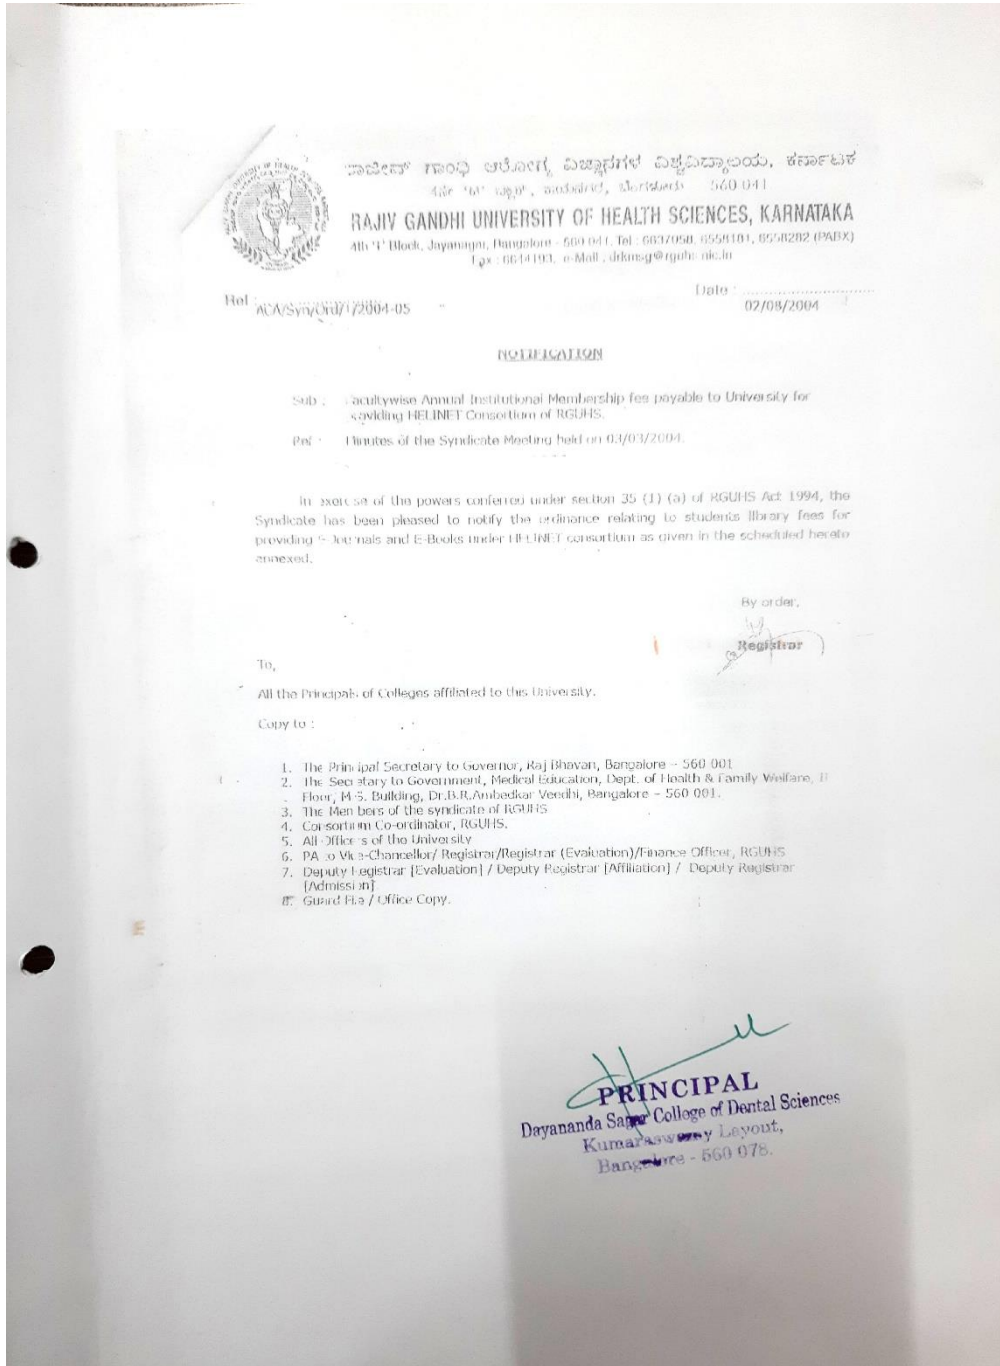 ರಾಜೀವ್ ಗಾಂಧಿ ಆರೋಗ್ಯ ವಿಜ್ಞಾನಗಳ ವಿಶ್ವವಿದ್ಯಾಲಯ, ಕರ್ನಾಟಕ
560 041
RAJIV GANDHI UNIVERSITY OF HEALTH SCIENCES, KARNATAKA
4th 'T' Block, Jayanagar, Bangalore - 560 041. Tel : 6637058, 6558181, 6558282 (PABX)
Fax : 6644193, e-Mail :
Ref :
ACA/Syn/Ord/1/2004-05
Date : ............................
02/08/2004
NOTIFICATION
Sub : Facultywise Annual Institutional Membership fee payable to University for
HELINET Consortium of RGUHS.
Ref : Minutes of the Syndicate Meeting held on 03/03/2004.
In exercise of the powers conferred under section 35 (1) (a) of RGUHS Act 1994, the
Syndicate has been pleased to notify the ordinance relating to students library fees for
providing E-Journals and E-Books under HELINET consortium as given in the scheduled hereto
annexed.
By order,
Registrar
To,
All the Principals of Colleges affiliated to this University.
Copy to :
1. The Principal Secretary to Governor, Raj Bhavan, Bangalore – 560 001
2. The Secretary to Government, Medical Education, Dept. of Health & Family Welfare, II
Floor, M.S. Building, Dr.B.R.Ambedkar Veedhi, Bangalore – 560 001.
3. The Members of the syndicate of RGUHS
4. Consortium Co-ordinator, RGUHS.
5. All Officers of the University
6. PA to Vice-Chancellor/ Registrar/Registrar (Evaluation)/Finance Officer, RGUHS
7. Deputy Registrar [Evaluation] / Deputy Registrar [Affiliation] / Deputy Registrar
[Admission]
8. Guard File / Office Copy.
PRINCIPAL
Dayananda Sagar College of Dental Sciences
Kumaraswamy Layout,
Bangalore - 560 078.